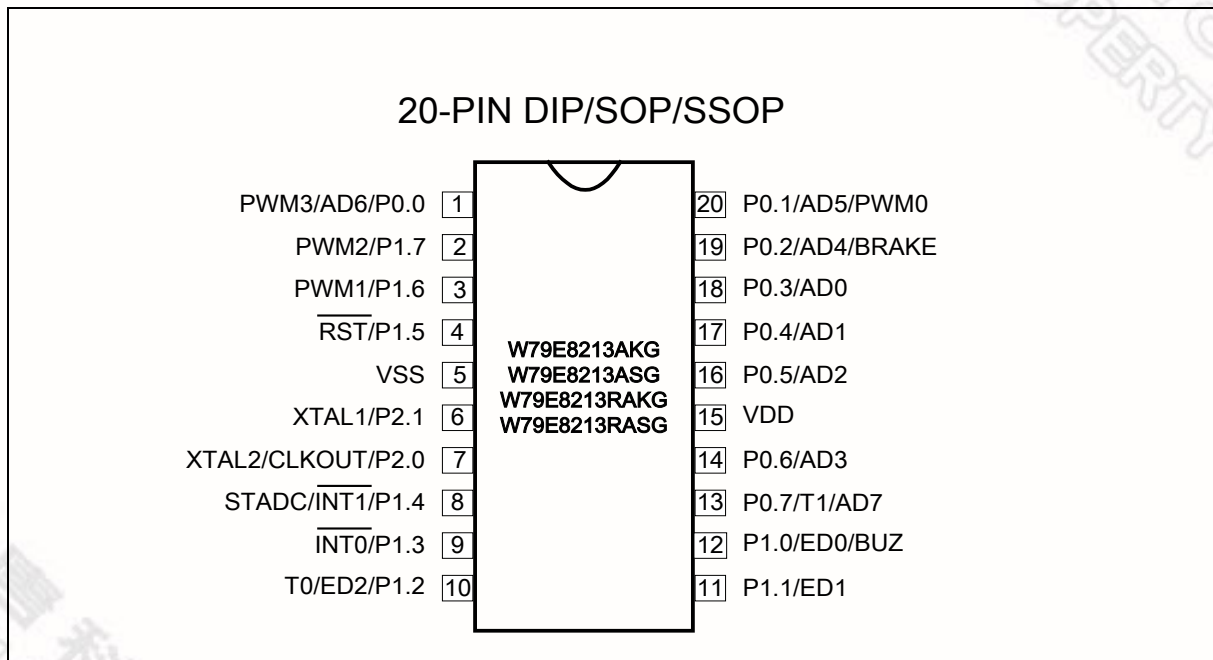 OPERTY
20-PIN DIP/SOP/SSOP
PWM3/AD6/P0.0 1
PWM2/P1.7 2
PWM1/P1.6 3
RST/P1.5 4
VSS 5
XTAL1/P2.1 6
XTAL2/CLKOUT/P2.0 7
STADC/INT1/P1.4 8
INT0/P1.3 9
T0/ED2/P1.2 10
W79E8213AKG
W79E8213ASG
W79E8213RAKG
W79E8213RASG
20 P0.1/AD5/PWM0
19 P0.2/AD4/BRAKE
18 P0.3/AD0
17 P0.4/AD1
16 P0.5/AD2
15 VDD
14 P0.6/AD3
13 P0.7/T1/AD7
12 P1.0/ED0/BUZ
11 P1.1/ED1